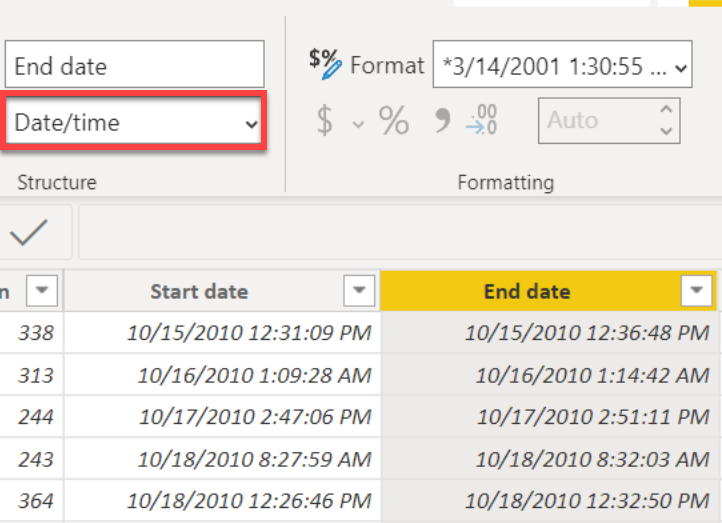 End date
$% Format *3/14/2001 1:30:55 ...
Date/time
$ % , .00 .0 Auto
Structure Formatting
n Start date End date
338 10/15/2010 12:31:09 PM 10/15/2010 12:36:48 PM
313 10/16/2010 1:09:28 AM 10/16/2010 1:14:42 AM
244 10/17/2010 2:47:06 PM 10/17/2010 2:51:11 PM
243 10/18/2010 8:27:59 AM 10/18/2010 8:32:03 AM
364 10/18/2010 12:26:46 PM 10/18/2010 12:32:50 PM